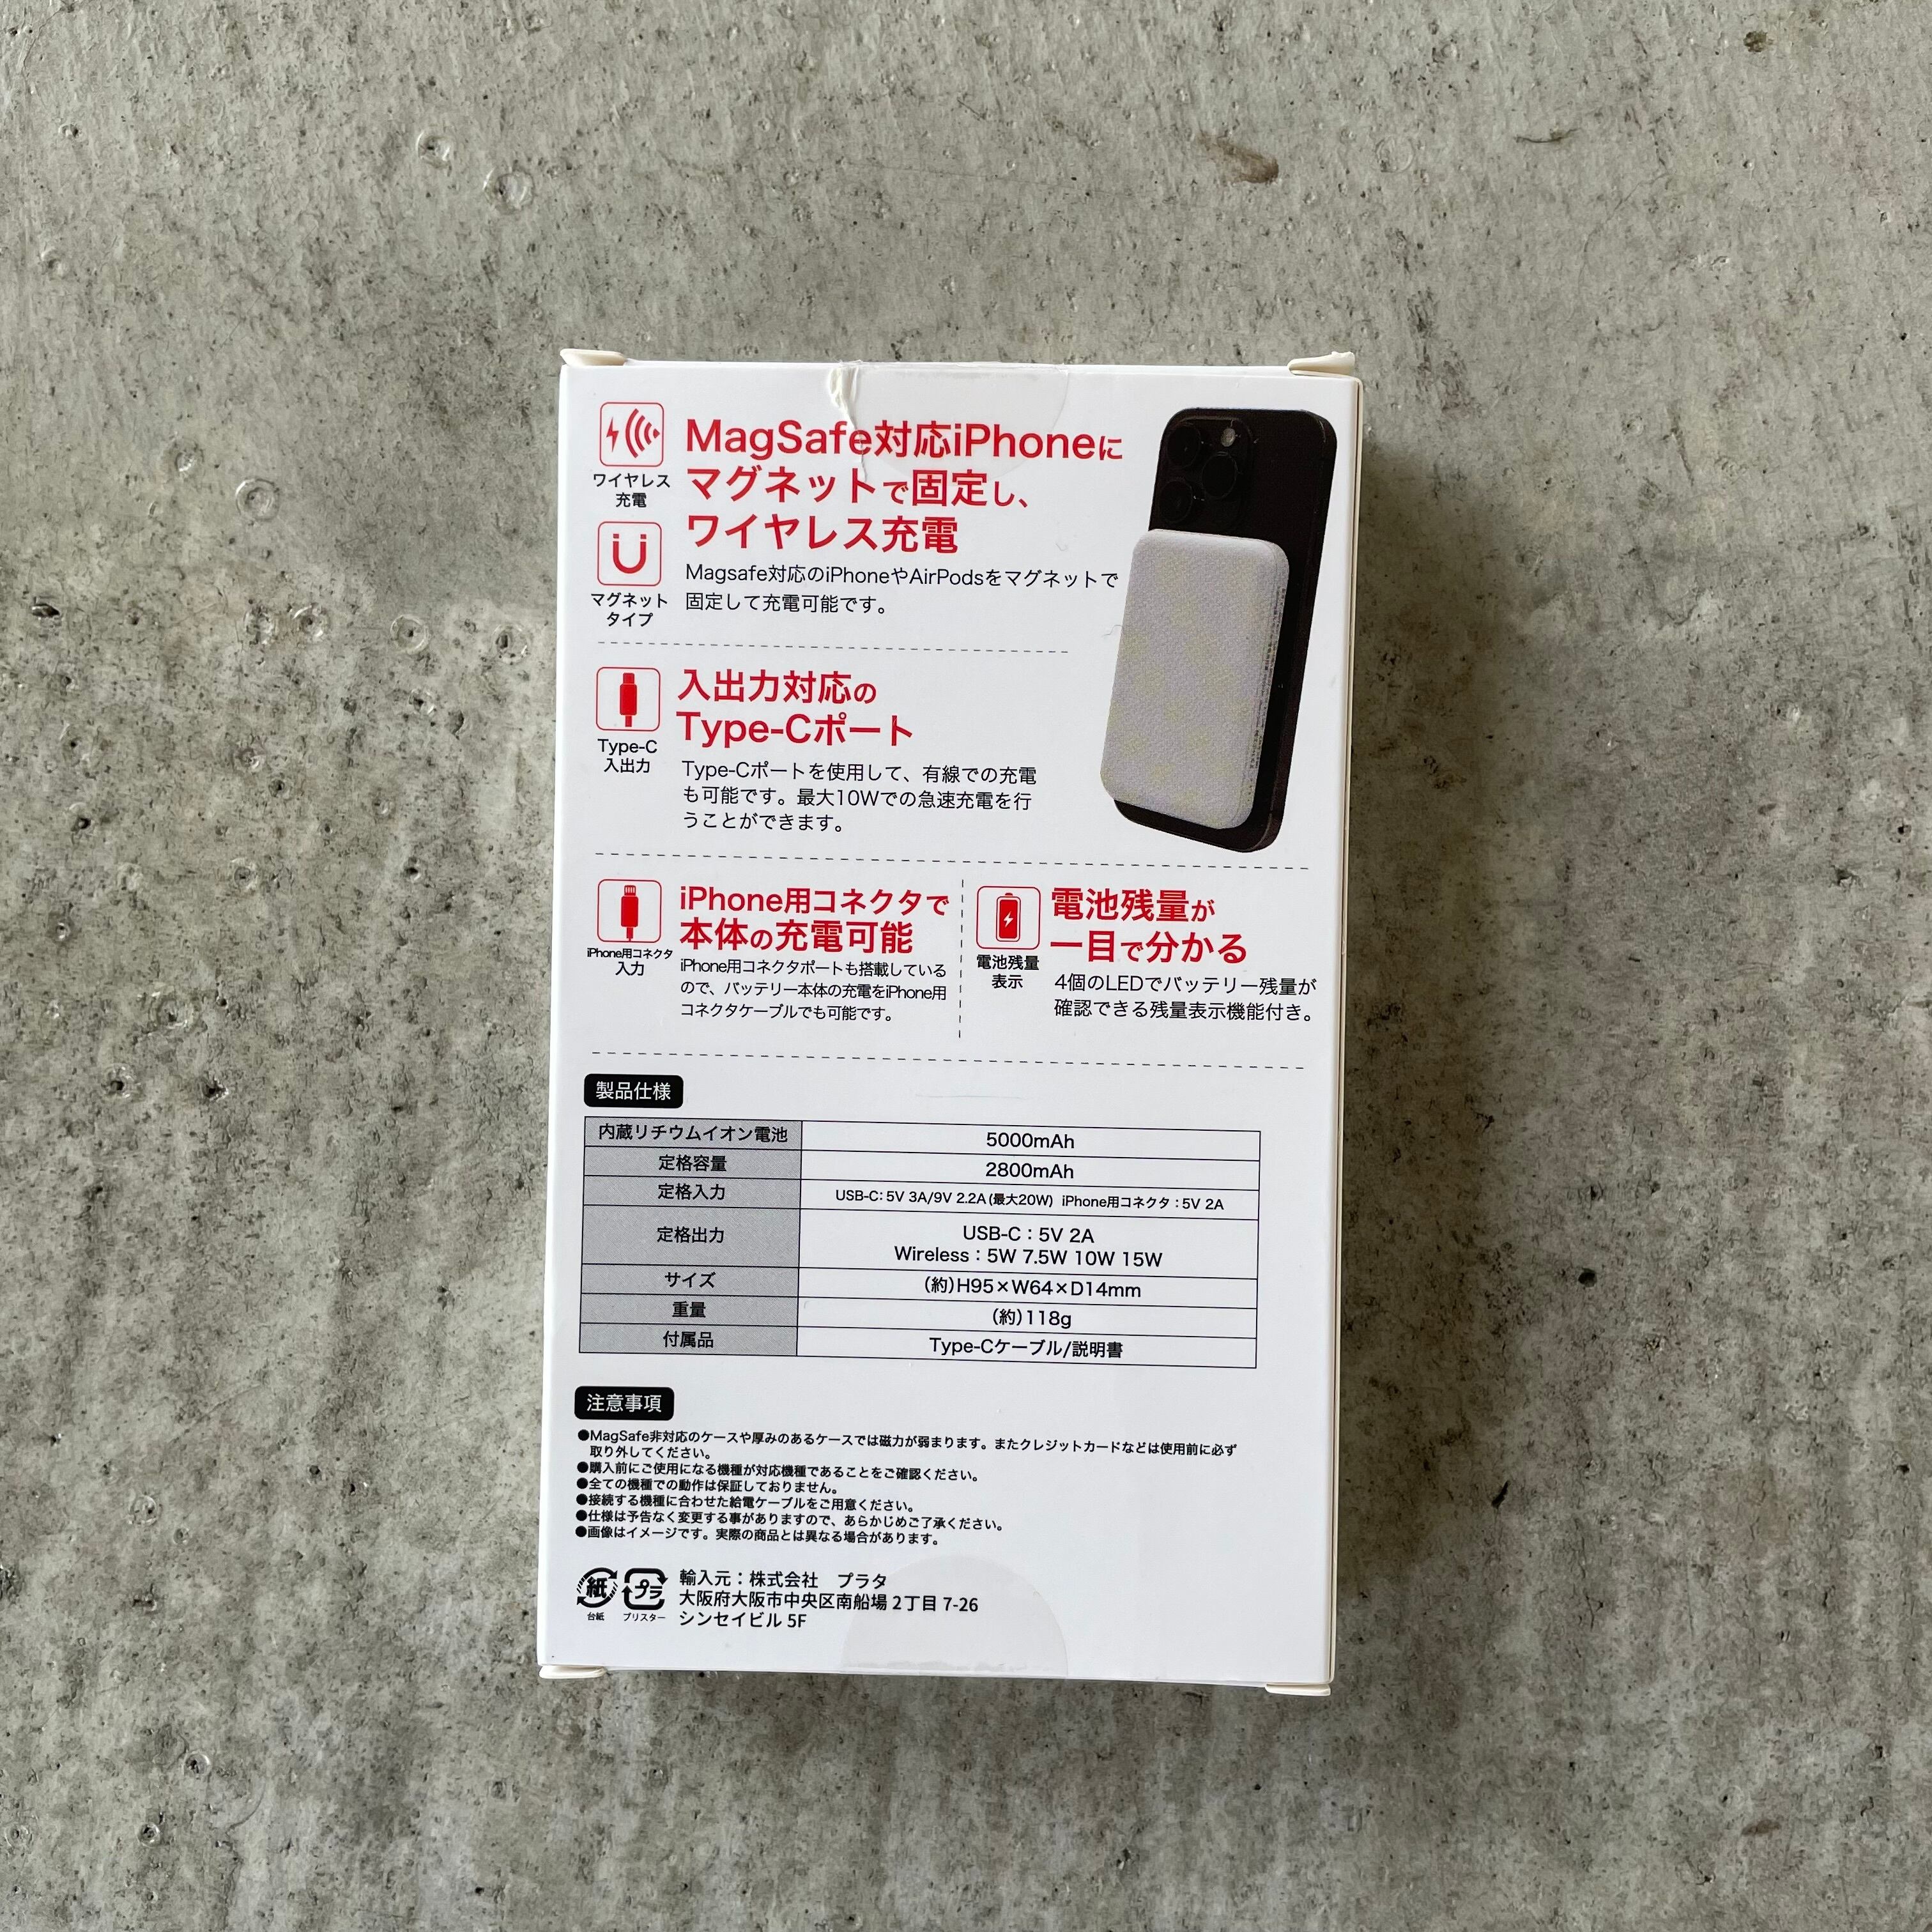 ワイヤレス
充電
MagSafe対応iPhoneに
マグネットで固定し、
ワイヤレス充電
マグネット
タイプ
Magsafe対応のiPhoneやAirPodsをマグネットで
固定して充電可能です。
Type-C
入出力
入出力対応の
Type-Cポート
Type-Cポートを使用して、有線での充電
も可能です。最大10Wでの急速充電を行
うことができます。
iPhone用コネクタ
入力
iPhone用コネクタで
本体の充電可能
iPhone用コネクタポートも搭載している
ので、バッテリー本体の充電をiPhone用
コネクタケーブルでも可能です。
電池残量
表示
電池残量が
一目で分かる
4個のLEDでバッテリー残量が
確認できる残量表示機能付き。
製品仕様
内蔵リチウムイオン電池 5000mAh
定格容量 2800mAh
定格入力 USB-C：5V 3A/9V 2.2A (最大20W) iPhone用コネクタ：5V 2A
定格出力 USB-C：5V 2A
Wireless：5W 7.5W 10W 15W
サイズ (約)H95×W64×D14mm
重量 (約)118g
付属品 Type-Cケーブル/説明書
注意事項
●MagSafe非対応のケースや厚みのあるケースでは磁力が弱まります。またクレジットカードなどは使用前に必ず
取り外してください。
●購入前にご使用になる機種が対応機種であることをご確認ください。
●全ての機種での動作は保証しておりません。
●接続する機種に合わせた給電ケーブルをご用意ください。
●仕様は予告なく変更する事がありますので、あらかじめご了承ください。
●画像はイメージです。実際の商品とは異なる場合があります。
紙
台紙
プラ
ブリスター
輸入元：株式会社　プラタ
大阪府大阪市中央区南船場 2丁目 7-26
シンセイビル 5F